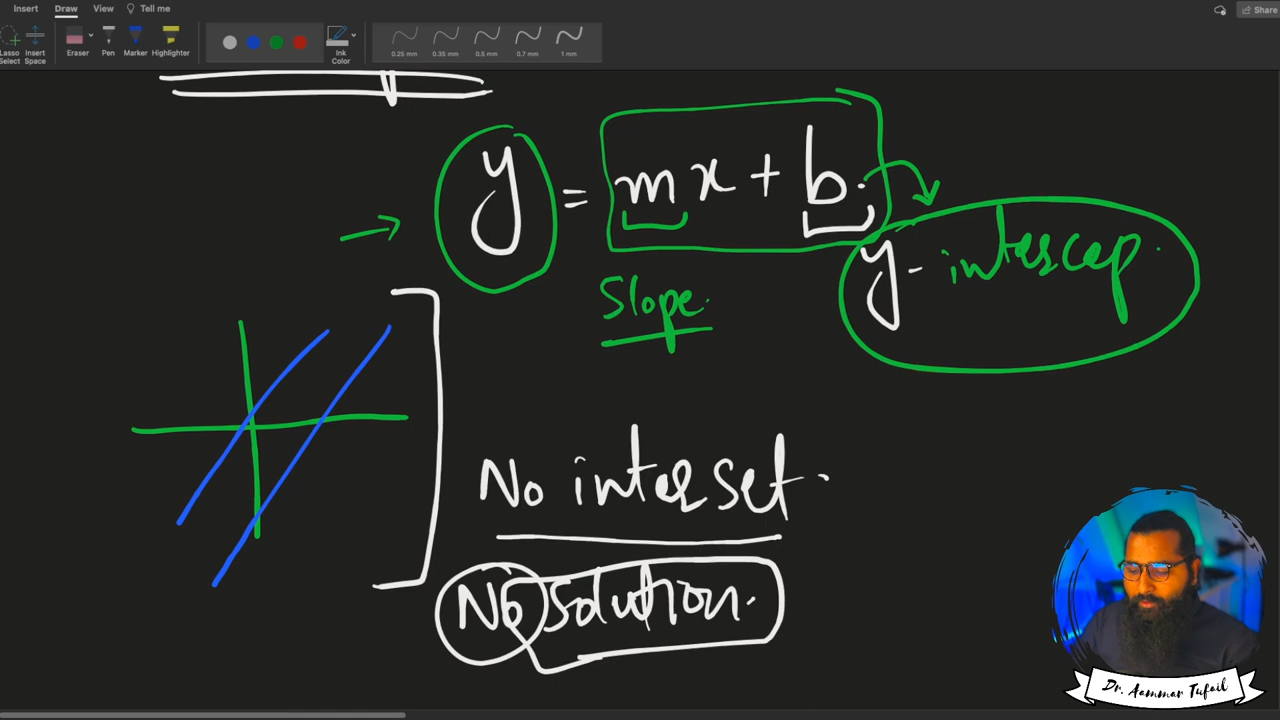 Insert Draw View Tell me
Share
Lasso Select
Insert Space
Eraser
Pen
Marker
Highlighter
Ink Color
0.25 mm 0.35 mm 0.5 mm 0.7 mm 1 mm
y = mx + b.
y-intercep.
Slope.
No interset.
No Solution.
Dr. Aammar Tufail